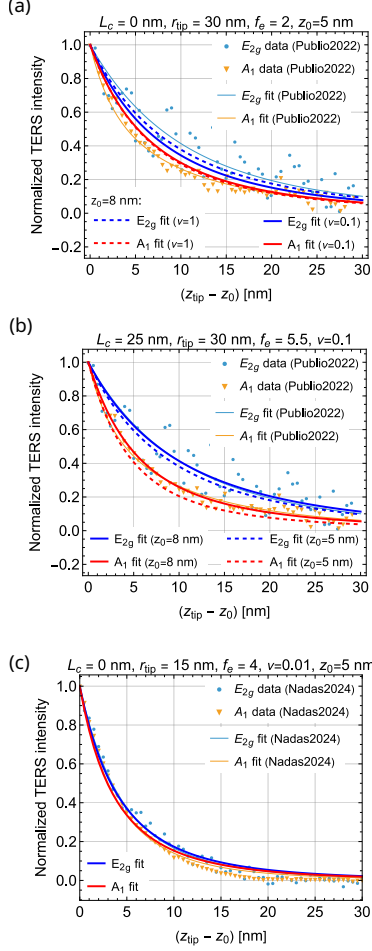 (a)
L_c = 0 nm, r_tip = 30 nm, f_e = 2, z_0=5 nm
Normalized TERS intensity
1.0
0.8
0.6
0.4
0.2
0.0
−0.2
E_2g data (Publio2022)
A_1 data (Publio2022)
E_2g fit (Publio2022)
A_1 fit (Publio2022)
z_0=8 nm:
E_2g fit (v=1)
E_2g fit (v=0.1)
A_1 fit (v=1)
A_1 fit (v=0.1)
0 5 10 15 20 25 30
(z_tip − z_0) [nm]
(b)
L_c = 25 nm, r_tip = 30 nm, f_e = 5.5, v=0.1
Normalized TERS intensity
1.0
0.8
0.6
0.4
0.2
0.0
−0.2
E_2g data (Publio2022)
A_1 data (Publio2022)
E_2g fit (Publio2022)
A_1 fit (Publio2022)
E_2g fit (z_0=8 nm)
E_2g fit (z_0=5 nm)
A_1 fit (z_0=8 nm)
A_1 fit (z_0=5 nm)
0 5 10 15 20 25 30
(z_tip − z_0) [nm]
(c)
L_c = 0 nm, r_tip = 15 nm, f_e = 4, v=0.01, z_0=5 nm
Normalized TERS intensity
1.0
0.8
0.6
0.4
0.2
0.0
E_2g data (Nadas2024)
A_1 data (Nadas2024)
E_2g fit (Nadas2024)
A_1 fit (Nadas2024)
E_2g fit
A_1 fit
0 5 10 15 20 25 30
(z_tip − z_0) [nm]